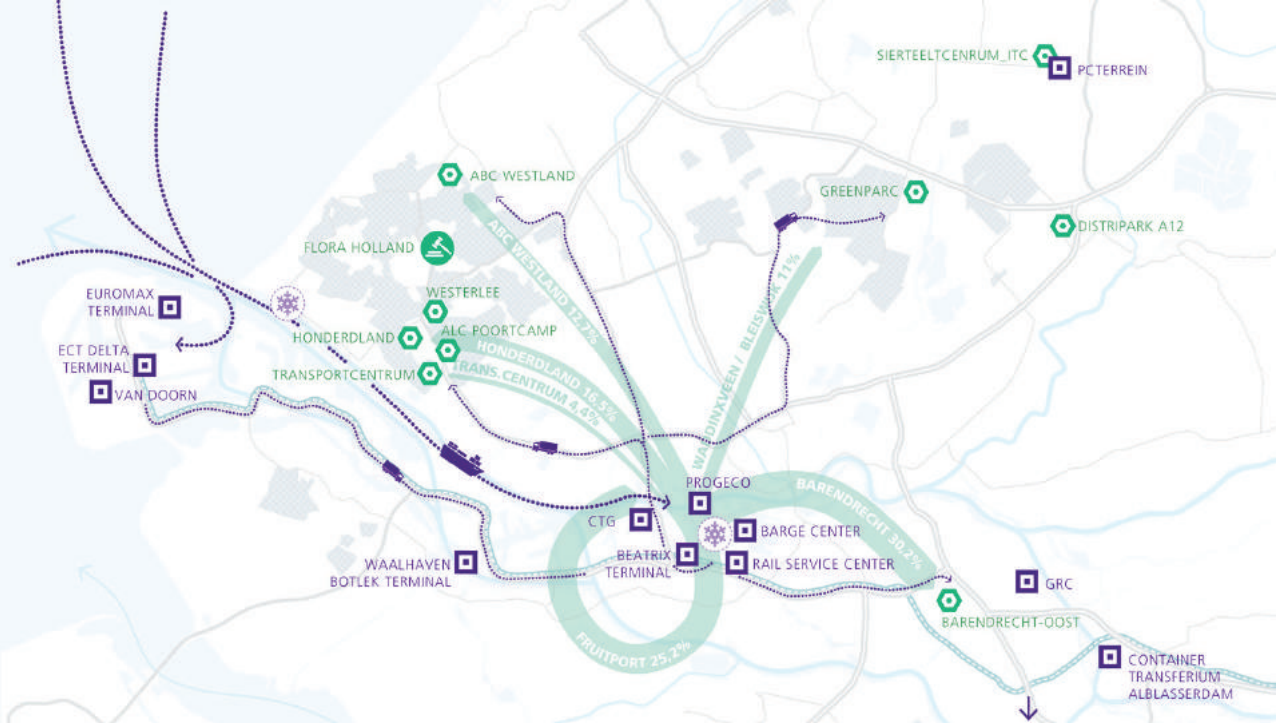 SIERTEELTCENRUM_ITC
PCTERREIN
ABC WESTLAND
GREENPARC
DISTRIPARK A12
FLORA HOLLAND
ABC WESTLAND 12,7%
WADDINXVEEN / BLEISWIJK 11%
EUROMAX
TERMINAL
WESTERLEE
HONDERDLAND
ALC POORTCAMP
HONDERDLAND 16,5%
ECT DELTA
TERMINAL
TRANSPORTCENTRUM
TRANS.CENTRUM 4,4%
VAN DOORN
PROGECO
BARENDRECHT 30,2%
CTG
BARGE CENTER
BEATRIX
TERMINAL
RAIL SERVICE CENTER
WAALHAVEN
BOTLEK TERMINAL
GRC
BARENDRECHT-OOST
FRUITPORT 25,2%
CONTAINER
TRANSFERIUM
ALBLASSERDAM